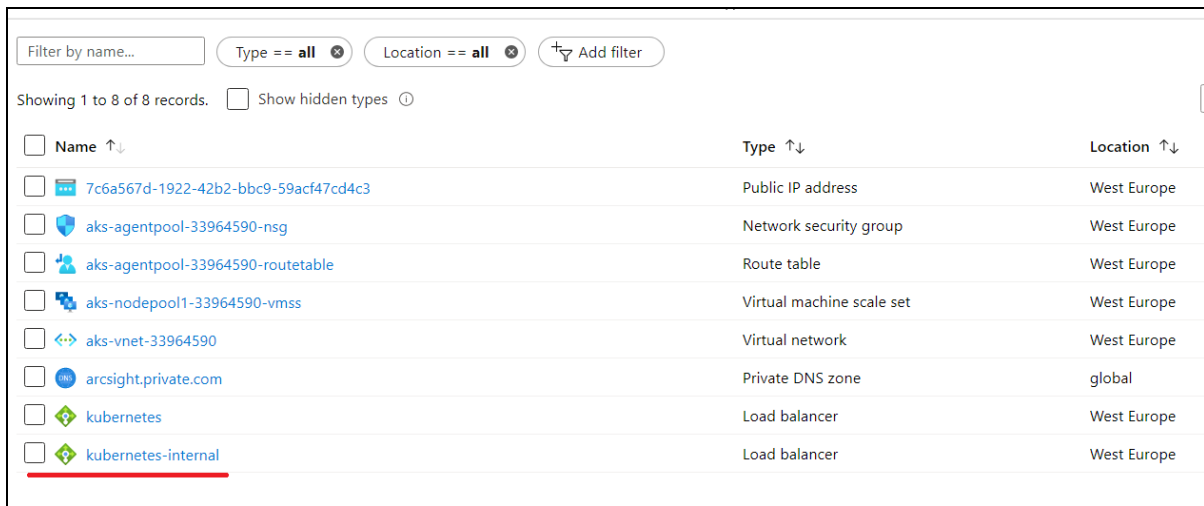 Filter by name...
Type == all
Location == all
Add filter
Showing 1 to 8 of 8 records.
Show hidden types
Name
Type
Location
7c6a567d-1922-42b2-bbc9-59acf47cd4c3
Public IP address
West Europe
aks-agentpool-33964590-nsg
Network security group
West Europe
aks-agentpool-33964590-routetable
Route table
West Europe
aks-nodepool1-33964590-vmss
Virtual machine scale set
West Europe
aks-vnet-33964590
Virtual network
West Europe
DNS
arcsight.private.com
Private DNS zone
global
kubernetes
Load balancer
West Europe
kubernetes-internal
Load balancer
West Europe